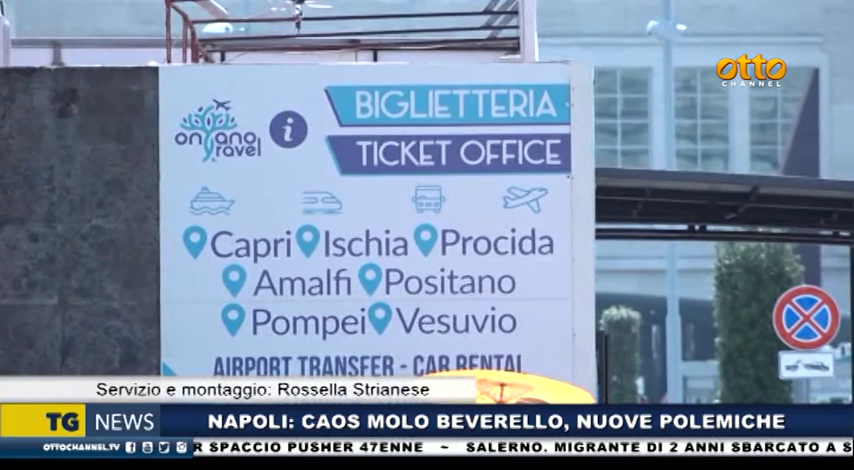 otto
CHANNEL
ontano
Travel
i
BIGLIETTERIA
TICKET OFFICE
Capri Ischia Procida
Amalfi Positano
Pompei Vesuvio
AIRPORT TRANSFER - CAR RENTAL
Servizio e montaggio: Rossella Strianese
TG NEWS
NAPOLI: CAOS MOLO BEVERELLO, NUOVE POLEMICHE
OTTOCHANNEL.TV
R SPACCIO PUSHER 47ENNE ~ SALERNO. MIGRANTE DI 2 ANNI SBARCATO A S